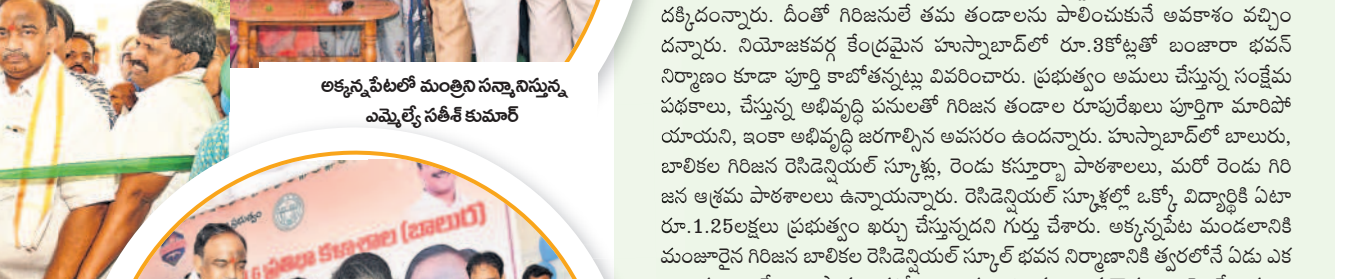 అక్కన్నపేటలో మంత్రిని సన్మానిస్తున్న
ఎమ్మెల్యే సతీశ్ కుమార్
ప్రతిభా కళాశాల (బాలుర)
దక్కిదంన్నారు. దీంతో గిరిజనులే తమ తండాలను పాలించుకునే అవకాశం వచ్చిం
దన్నారు. నియోజకవర్గ కేంద్రమైన హుస్నాబాద్‌లో రూ.3కోట్లతో బంజారా భవన్
నిర్మాణం కూడా పూర్తి కాబోతన్నట్లు వివరించారు. ప్రభుత్వం అమలు చేస్తున్న సంక్షేమ
పథకాలు, చేస్తున్న అభివృద్ధి పనులతో గిరిజన తండాల రూపురేఖలు పూర్తిగా మారిపో
యాయని, ఇంకా అభివృద్ధి జరగాల్సిన అవసరం ఉందన్నారు. హుస్నాబాద్‌లో బాలురు,
బాలికల గిరిజన రెసిడెన్షియల్ స్కూళ్లు, రెండు కస్తూర్బా పాఠశాలలు, మరో రెండు గిరి
జన ఆశ్రమ పాఠశాలలు ఉన్నాయన్నారు. రెసిడెన్షియల్ స్కూళ్లల్లో ఒక్కో విద్యార్థికి ఏటా
రూ.1.25లక్షలు ప్రభుత్వం ఖర్చు చేస్తున్నదని గుర్తు చేశారు. అక్కన్నపేట మండలానికి
మంజూరైన గిరిజన బాలికల రెసిడెన్షియల్ స్కూల్ భవన నిర్మాణానికి త్వరలోనే ఏడు ఎక